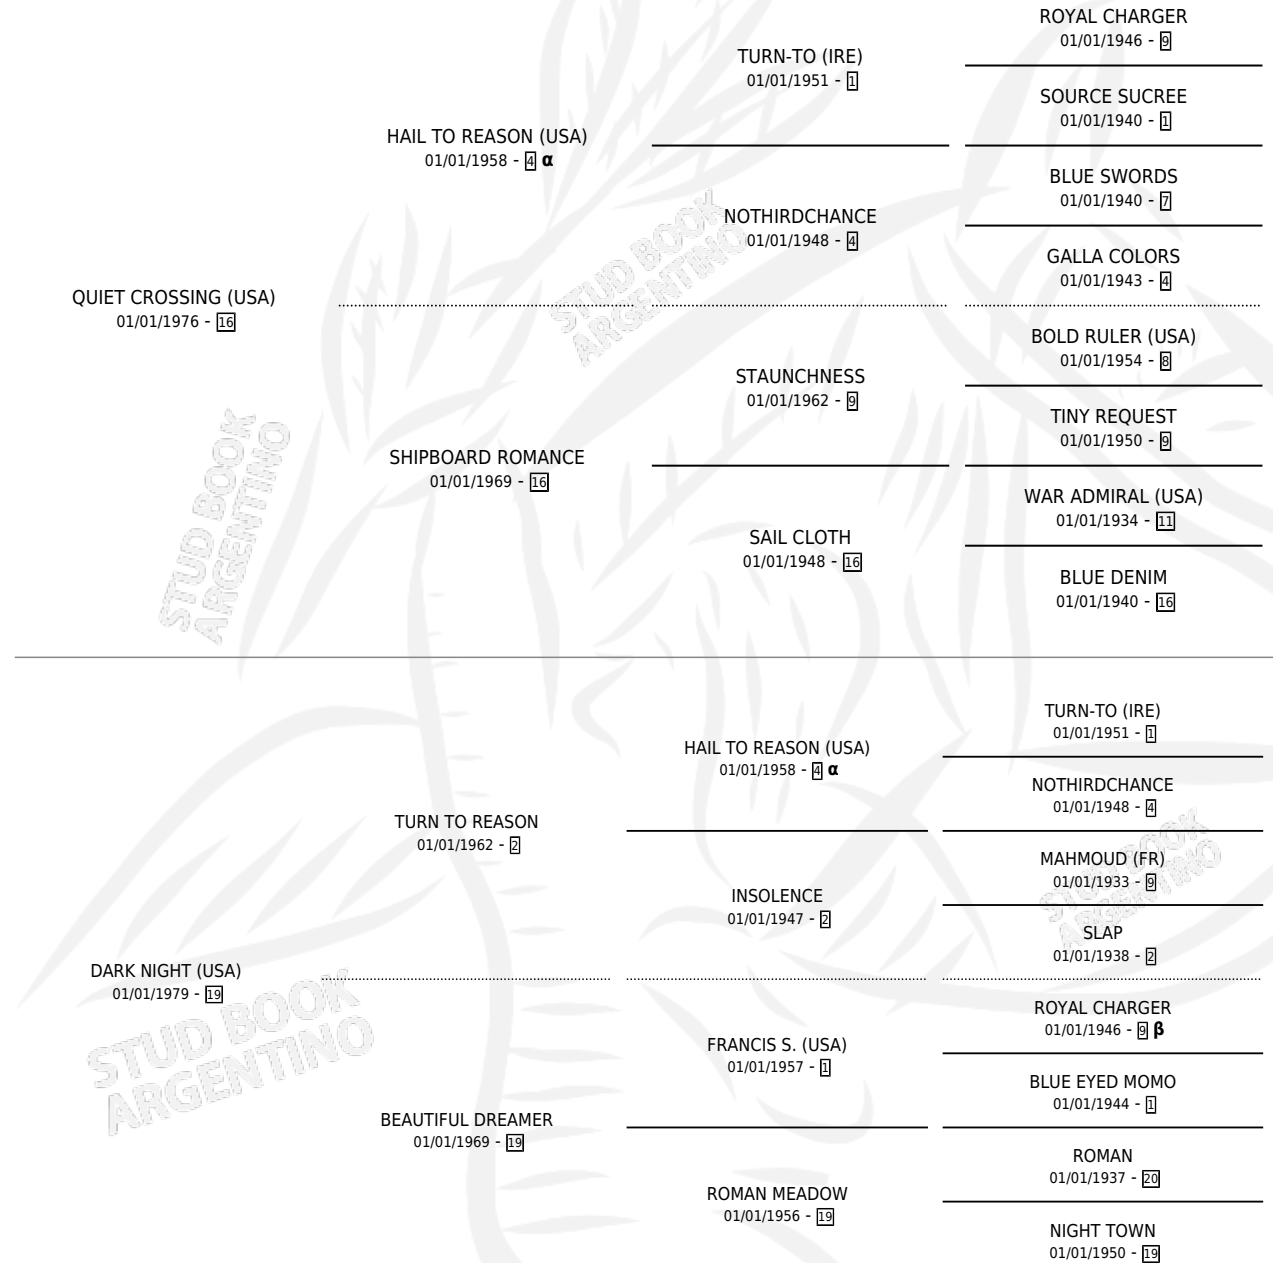 ROYAL CHARGER
01/01/1946 - 9
TURN-TO (IRE)
01/01/1951 - 1
SOURCE SUCREE
01/01/1940 - 1
HAIL TO REASON (USA)
01/01/1958 - 4 α
BLUE SWORDS
01/01/1940 - 7
NOTHIRDCHANCE
01/01/1948 - 4
GALLA COLORS
01/01/1943 - 4
QUIET CROSSING (USA)
01/01/1976 - 16
BOLD RULER (USA)
01/01/1954 - 8
STAUNCHNESS
01/01/1962 - 9
TINY REQUEST
01/01/1950 - 9
SHIPBOARD ROMANCE
01/01/1969 - 16
WAR ADMIRAL (USA)
01/01/1934 - 11
SAIL CLOTH
01/01/1948 - 16
BLUE DENIM
01/01/1940 - 16
STUD BOOK
ARGENTINO
STUD BOOK
ARGENTINO
TURN-TO (IRE)
01/01/1951 - 1
HAIL TO REASON (USA)
01/01/1958 - 4 α
NOTHIRDCHANCE
01/01/1948 - 4
TURN TO REASON
01/01/1962 - 2
MAHMOUD (FR)
01/01/1933 - 9
INSOLENCE
01/01/1947 - 2
SLAP
01/01/1938 - 2
DARK NIGHT (USA)
01/01/1979 - 19
ROYAL CHARGER
01/01/1946 - 9 β
FRANCIS S. (USA)
01/01/1957 - 1
BLUE EYED MOMO
01/01/1944 - 1
BEAUTIFUL DREAMER
01/01/1969 - 19
ROMAN
01/01/1937 - 20
ROMAN MEADOW
01/01/1956 - 19
NIGHT TOWN
01/01/1950 - 19
STUD BOOK
ARGENTINO
STUD BOOK
ARGENTINO